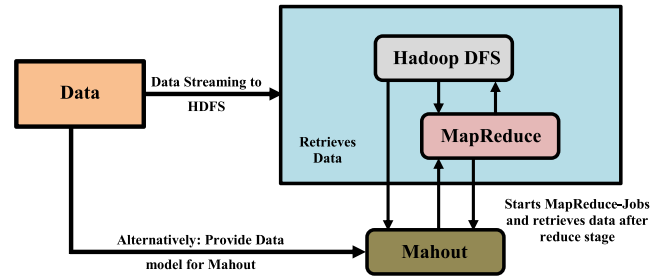 Hadoop DFS
Data
Data Streaming to
HDFS
MapReduce
Retrieves
Data
Starts MapReduce-Jobs
and retrieves data after
reduce stage
Alternatively: Provide Data
model for Mahout
Mahout